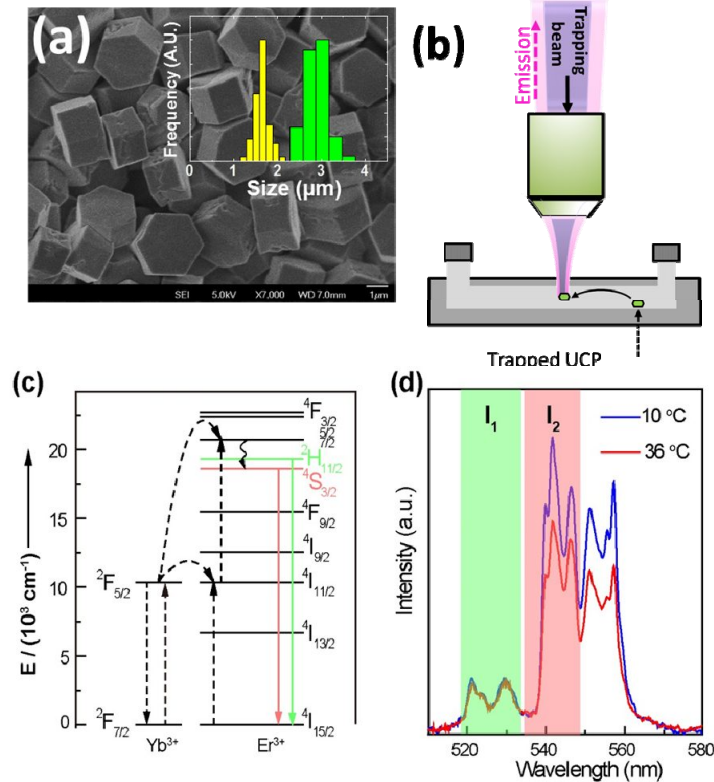 (a)
Frequency (A.U.)
0 1 2 3 4
Size (µm)
SEI 5.0kV X7,000 WD 7.0mm 1µm
(b)
Emission
Trapping
beam
Trapped UCP
(c)
E / (10³ cm⁻¹)
20
15
10
5
0
²F₅/₂
²F₇/₂
⁴F₃/₂
₅/₂
₇/₂
²H₁₁/₂
⁴S₃/₂
⁴F₉/₂
⁴I₉/₂
⁴I₁₁/₂
⁴I₁₃/₂
⁴I₁₅/₂
Yb³⁺ Er³⁺
(d)
I₁ I₂
10 °C
36 °C
Intensity (a.u.)
520 540 560 580
Wavelength (nm)